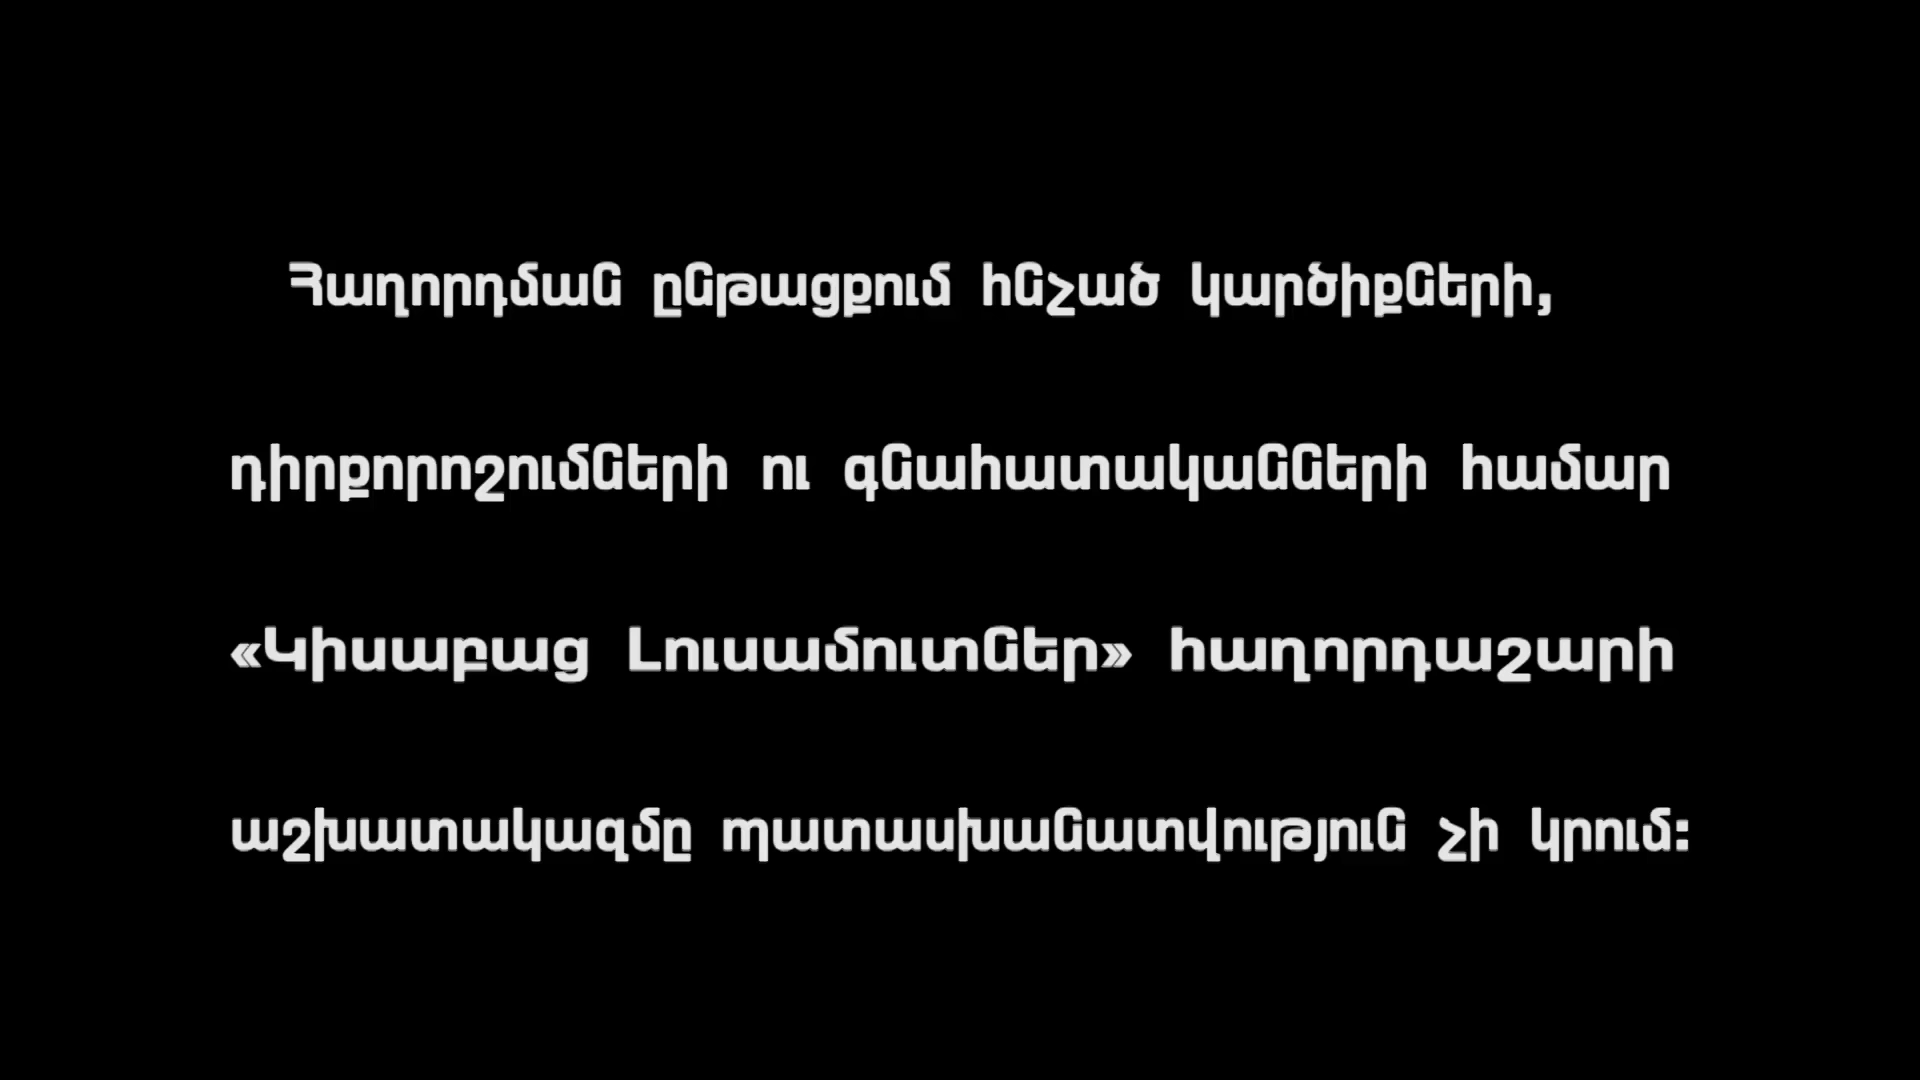 Հաղորդման ընթացքում հնչած կարծիքների,
դիրքորոշումների ու գնահատականների համար
«Կիսաբաց Լուսամուտներ» հաղորդաշարի
աշխատակազմը պատասխանատվություն չի կրում: